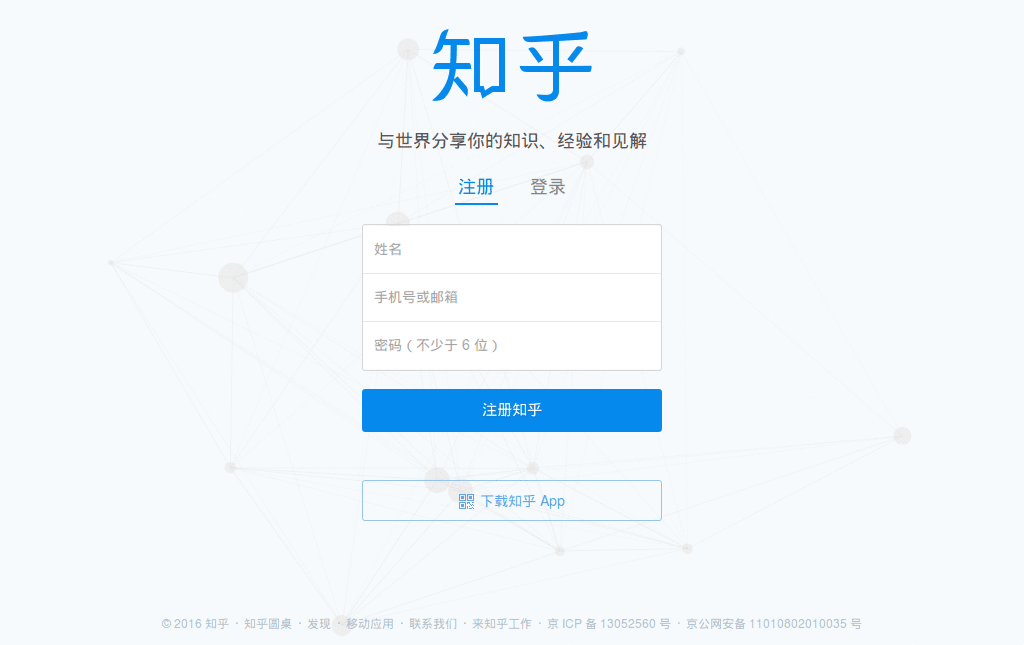 知乎
与世界分享你的知识、经验和见解
注册 登录
姓名
手机号或邮箱
密码（不少于 6 位）
注册知乎
下载知乎 App
© 2016 知乎 · 知乎圆桌 · 发现 · 移动应用 · 联系我们 · 来知乎工作 · 京 ICP 备 13052560 号 · 京公网安备 11010802010035 号